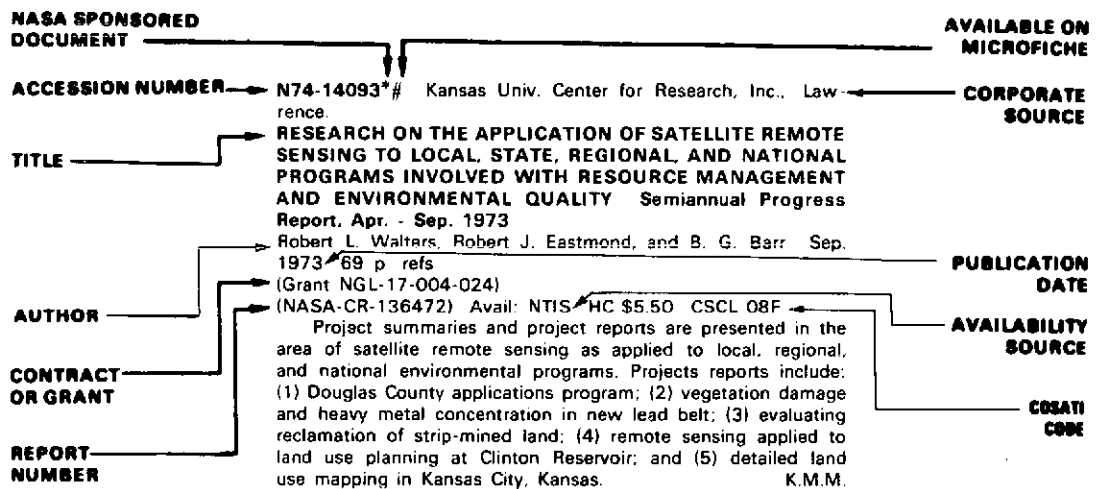 NASA SPONSORED
DOCUMENT
AVAILABLE ON
MICROFICHE
ACCESSION NUMBER
N74-14093*# Kansas Univ. Center for Research, Inc., Law-
rence.
CORPORATE
SOURCE
TITLE
RESEARCH ON THE APPLICATION OF SATELLITE REMOTE
SENSING TO LOCAL, STATE, REGIONAL, AND NATIONAL
PROGRAMS INVOLVED WITH RESOURCE MANAGEMENT
AND ENVIRONMENTAL QUALITY Semiannual Progress
Report, Apr. - Sep. 1973
AUTHOR
Robert L. Walters, Robert J. Eastmond, and B. G. Barr Sep.
1973 69 p refs
PUBLICATION
DATE
CONTRACT
OR GRANT
(Grant NGL-17-004-024)
REPORT
NUMBER
(NASA-CR-136472) Avail: NTIS HC $5.50 CSCL 08F
AVAILABILITY
SOURCE
COSATI
CODE
Project summaries and project reports are presented in the
area of satellite remote sensing as applied to local, regional,
and national environmental programs. Projects reports include:
(1) Douglas County applications program; (2) vegetation damage
and heavy metal concentration in new lead belt; (3) evaluating
reclamation of strip-mined land; (4) remote sensing applied to
land use planning at Clinton Reservoir; and (5) detailed land
use mapping in Kansas City, Kansas. K.M.M.